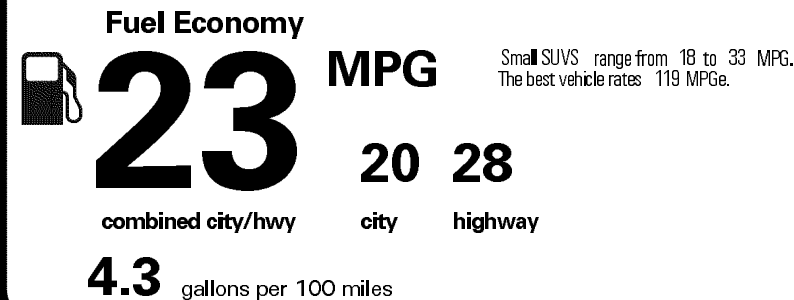 Fuel Economy
23 MPG
Small SUVS range from 18 to 33 MPG.
The best vehicle rates 119 MPGe.
20 28
combined city/hwy city highway
4.3 gallons per 100 miles